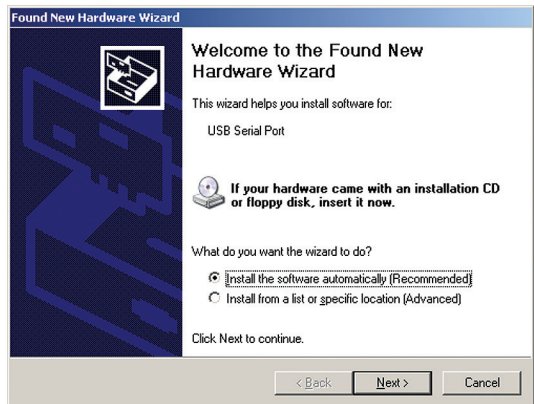 Found New Hardware Wizard
Welcome to the Found New
Hardware Wizard
This wizard helps you install software for:
USB Serial Port
If your hardware came with an installation CD
or floppy disk, insert it now.
What do you want the wizard to do?
Install the software automatically (Recommended)
Install from a list or specific location (Advanced)
Click Next to continue.
< Back Next > Cancel